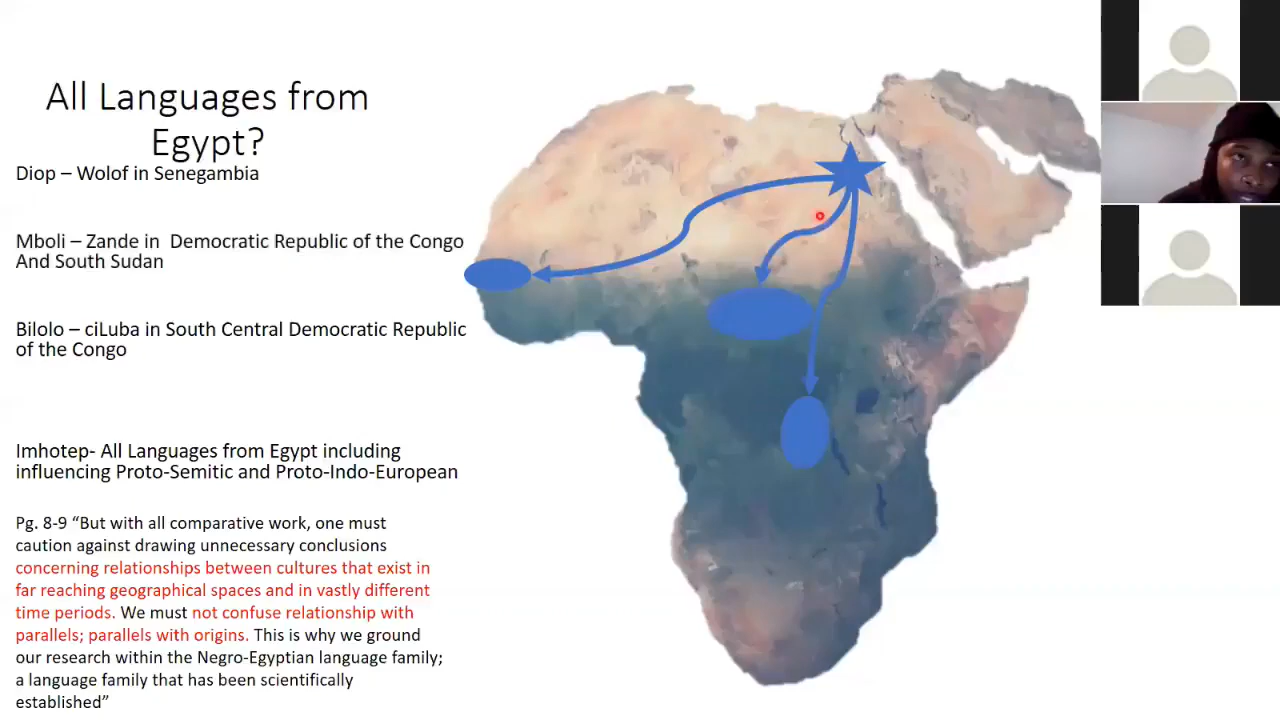 All Languages from
Egypt?
Diop – Wolof in Senegambia
Mboli – Zande in  Democratic Republic of the Congo
And South Sudan
Bilolo – ciLuba in South Central Democratic Republic
of the Congo
Imhotep- All Languages from Egypt including
influencing Proto-Semitic and Proto-Indo-European
Pg. 8-9 “But with all comparative work, one must
caution against drawing unnecessary conclusions
concerning relationships between cultures that exist in
far reaching geographical spaces and in vastly different
time periods. We must not confuse relationship with
parallels; parallels with origins. This is why we ground
our research within the Negro-Egyptian language family;
a language family that has been scientifically
established”